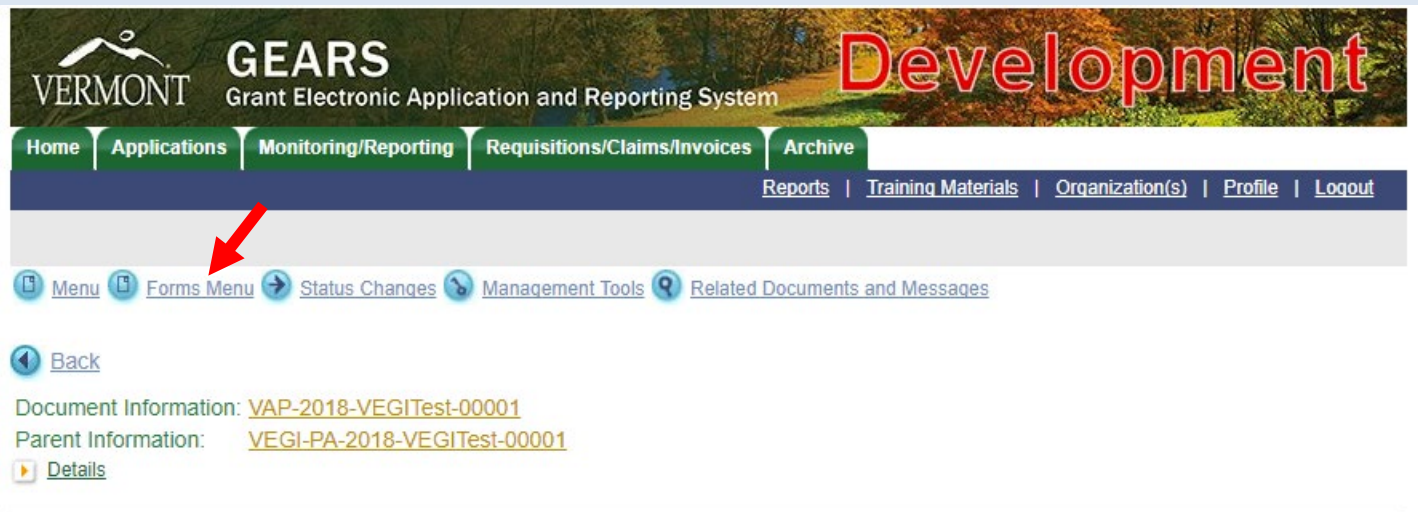 VERMONT
GEARS
Grant Electronic Application and Reporting System
Development
Home Applications Monitoring/Reporting Requisitions/Claims/Invoices Archive
Reports | Training Materials | Organization(s) | Profile | Logout
Menu Forms Menu Status Changes Management Tools Related Documents and Messages
Back
Document Information: VAP-2018-VEGITest-00001
Parent Information: VEGI-PA-2018-VEGITest-00001
Details